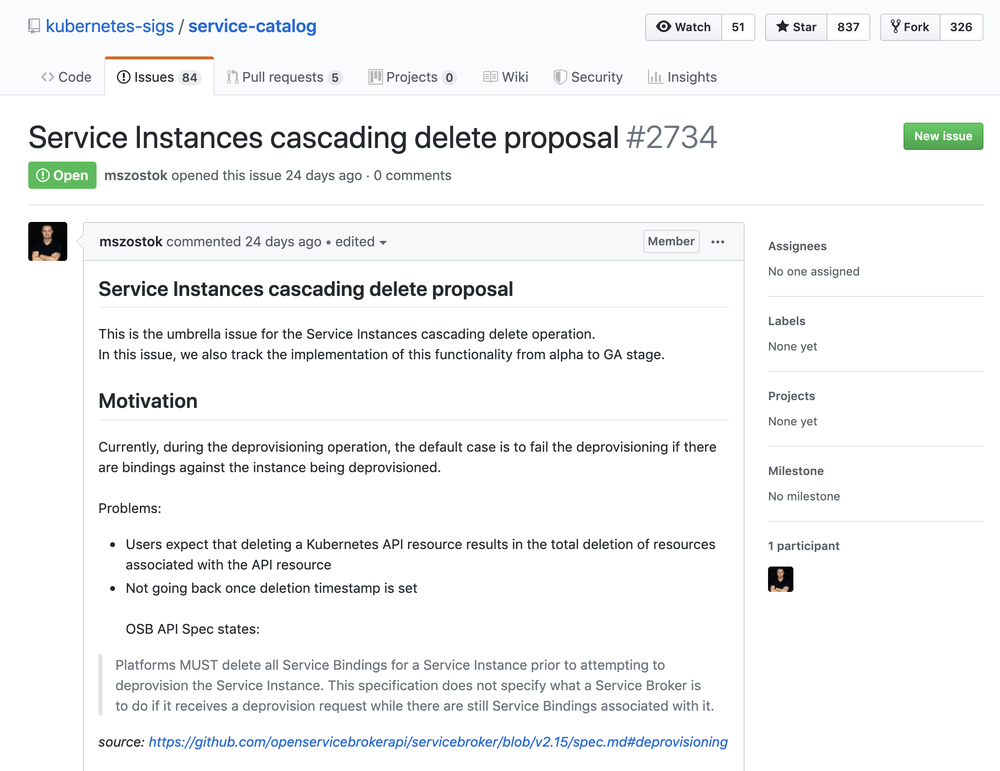 kubernetes-sigs / service-catalog
Watch 51
Star 837
Fork 326
Code
Issues 84
Pull requests 5
Projects 0
Wiki
Security
Insights
Service Instances cascading delete proposal #2734
New issue
Open
mszostok opened this issue 24 days ago · 0 comments
mszostok commented 24 days ago • edited
Member
Service Instances cascading delete proposal
This is the umbrella issue for the Service Instances cascading delete operation.
In this issue, we also track the implementation of this functionality from alpha to GA stage.
Motivation
Currently, during the deprovisioning operation, the default case is to fail the deprovisioning if there
are bindings against the instance being deprovisioned.
Problems:
• Users expect that deleting a Kubernetes API resource results in the total deletion of resources
associated with the API resource
• Not going back once deletion timestamp is set
OSB API Spec states:
Platforms MUST delete all Service Bindings for a Service Instance prior to attempting to
deprovision the Service Instance. This specification does not specify what a Service Broker is
to do if it receives a deprovision request while there are still Service Bindings associated with it.
source: https://github.com/openservicebrokerapi/servicebroker/blob/v2.15/spec.md#deprovisioning
Assignees
No one assigned
Labels
None yet
Projects
None yet
Milestone
No milestone
1 participant